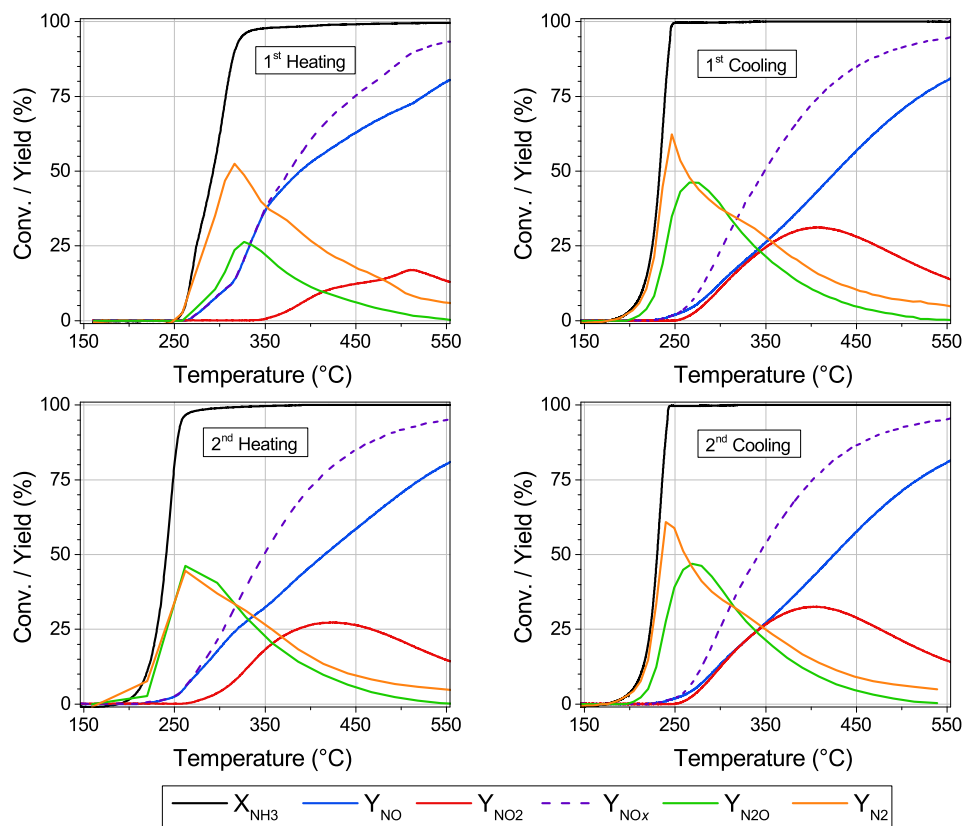 100
75
50
25
0
150 250 350 450 550
Conv. / Yield (%)
Temperature (°C)
1st Heating
100
75
50
25
0
150 250 350 450 550
Conv. / Yield (%)
Temperature (°C)
1st Cooling
100
75
50
25
0
150 250 350 450 550
Conv. / Yield (%)
Temperature (°C)
2nd Heating
100
75
50
25
0
150 250 350 450 550
Conv. / Yield (%)
Temperature (°C)
2nd Cooling
XNH3 YNO YNO2 YNOx YN2O YN2